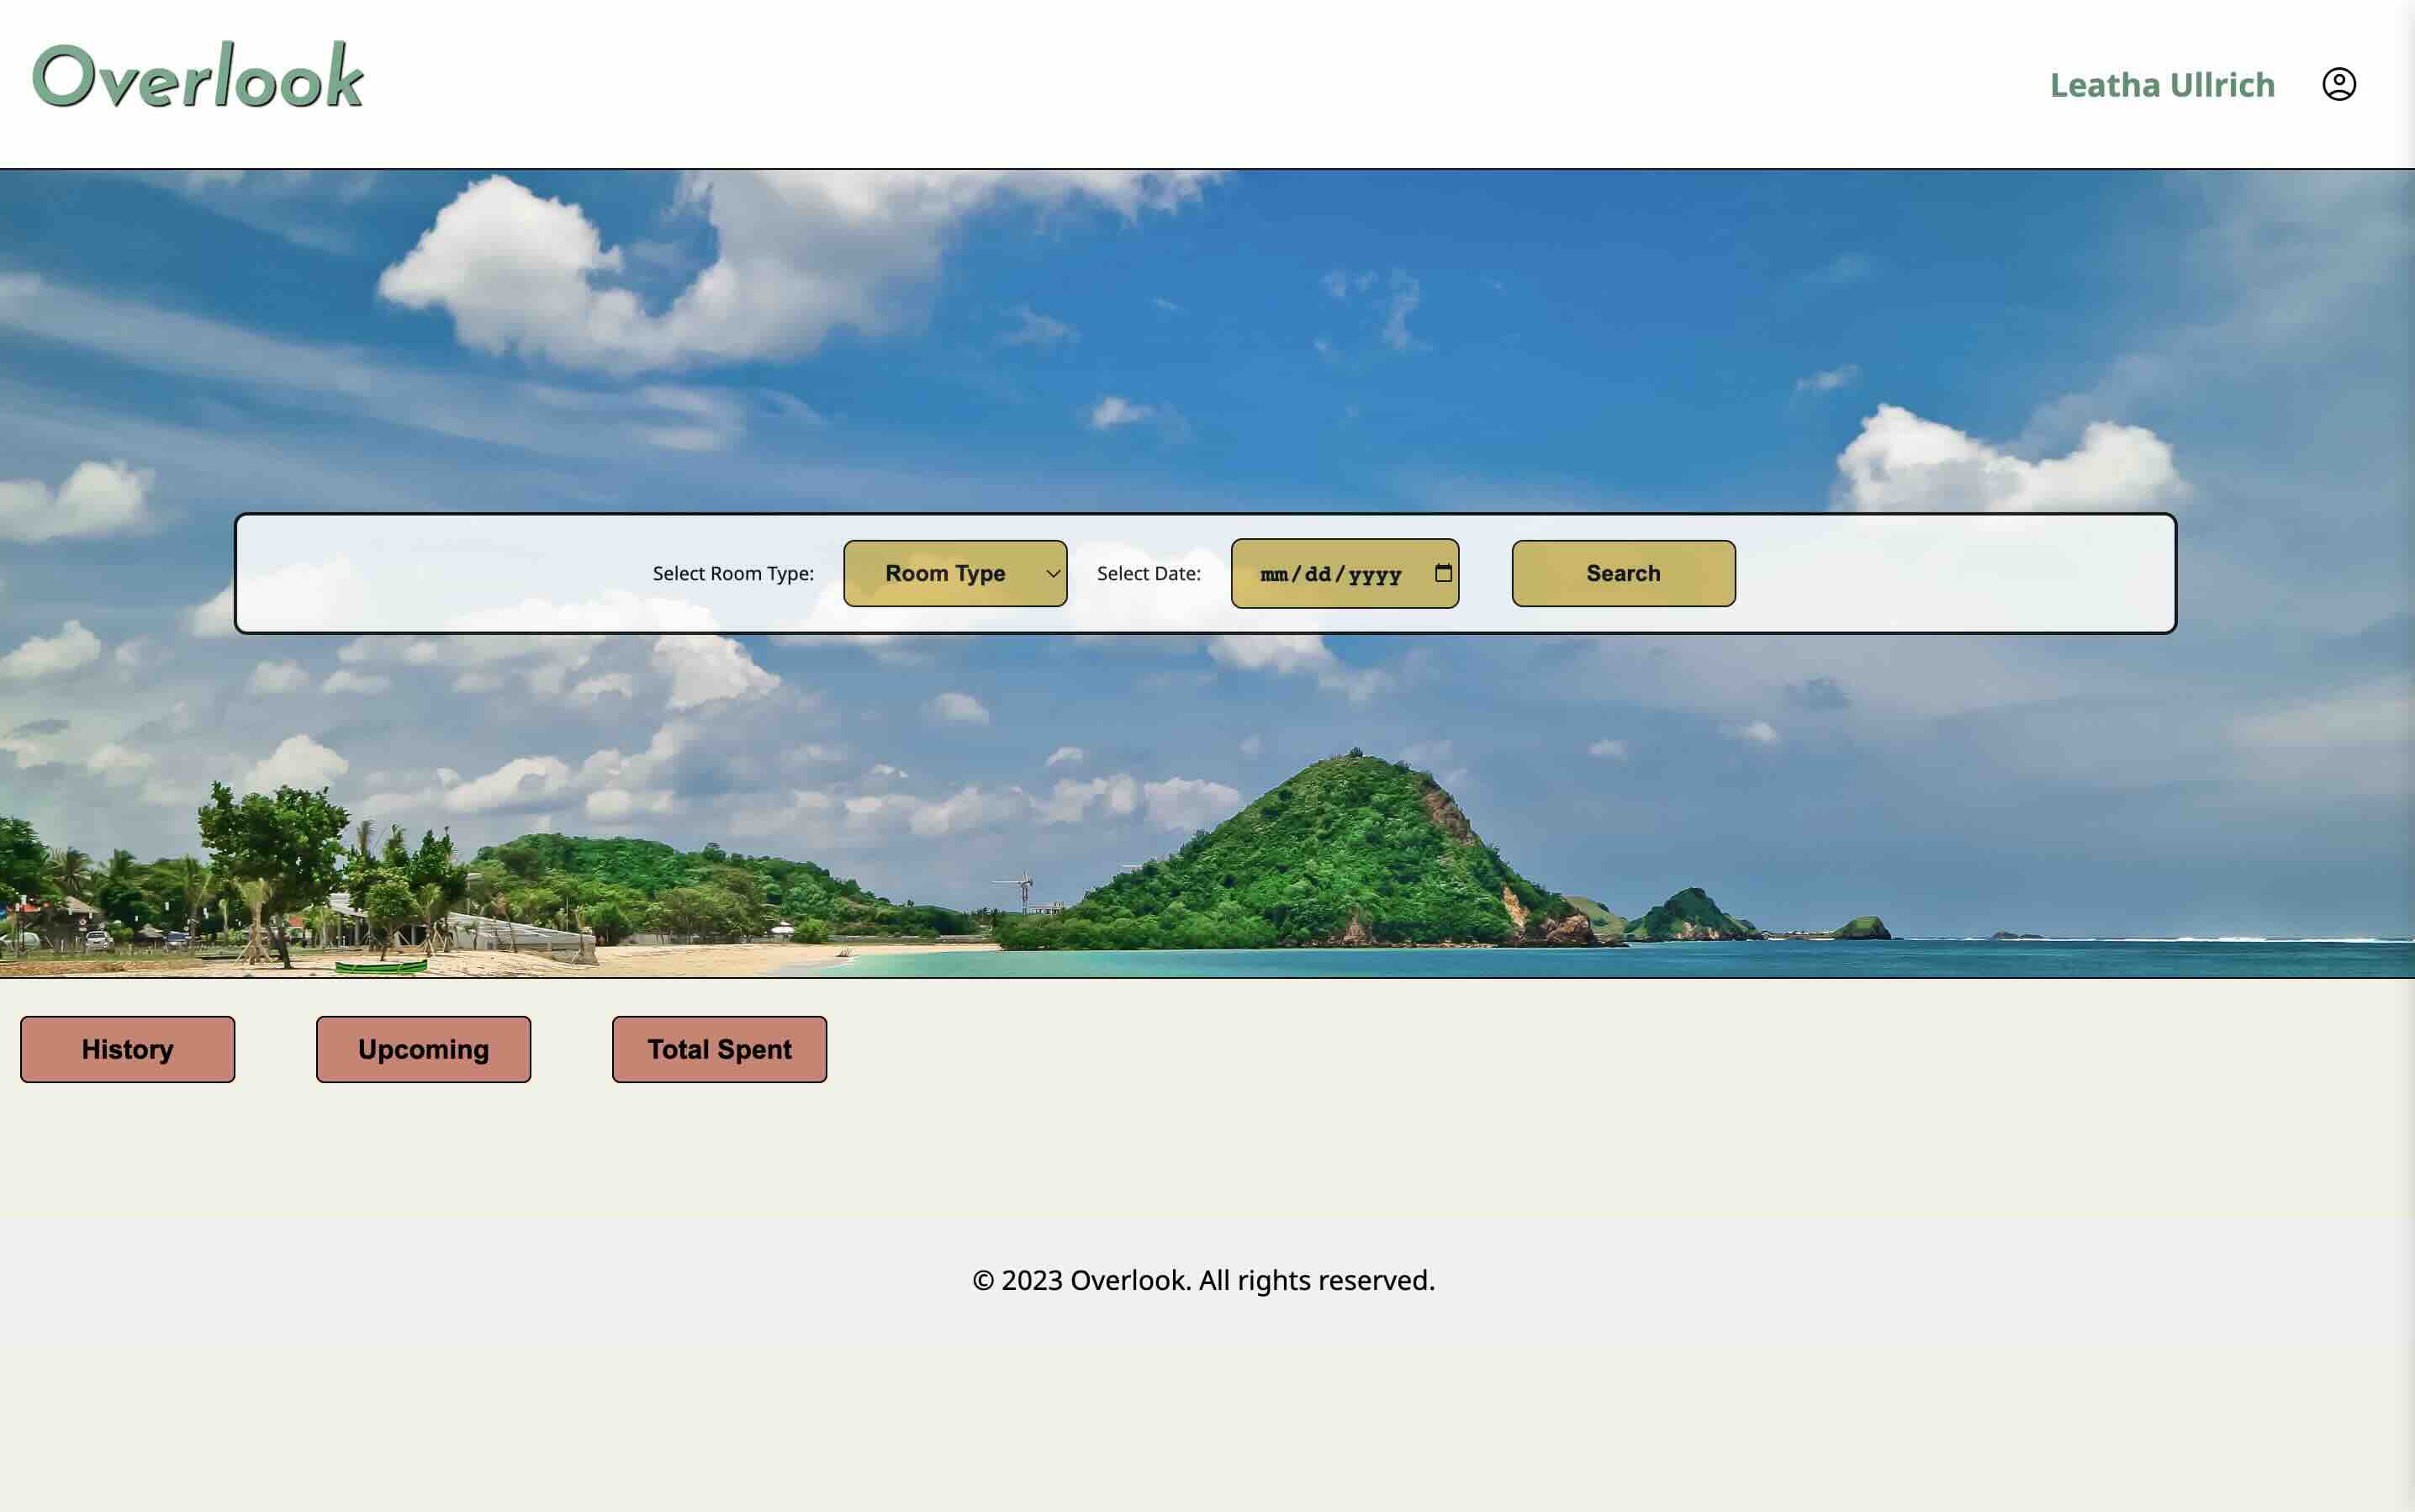 Overlook
Leatha Ullrich
Select Room Type: Room Type Select Date: mm/dd/yyyy Search
History Upcoming Total Spent
© 2023 Overlook. All rights reserved.